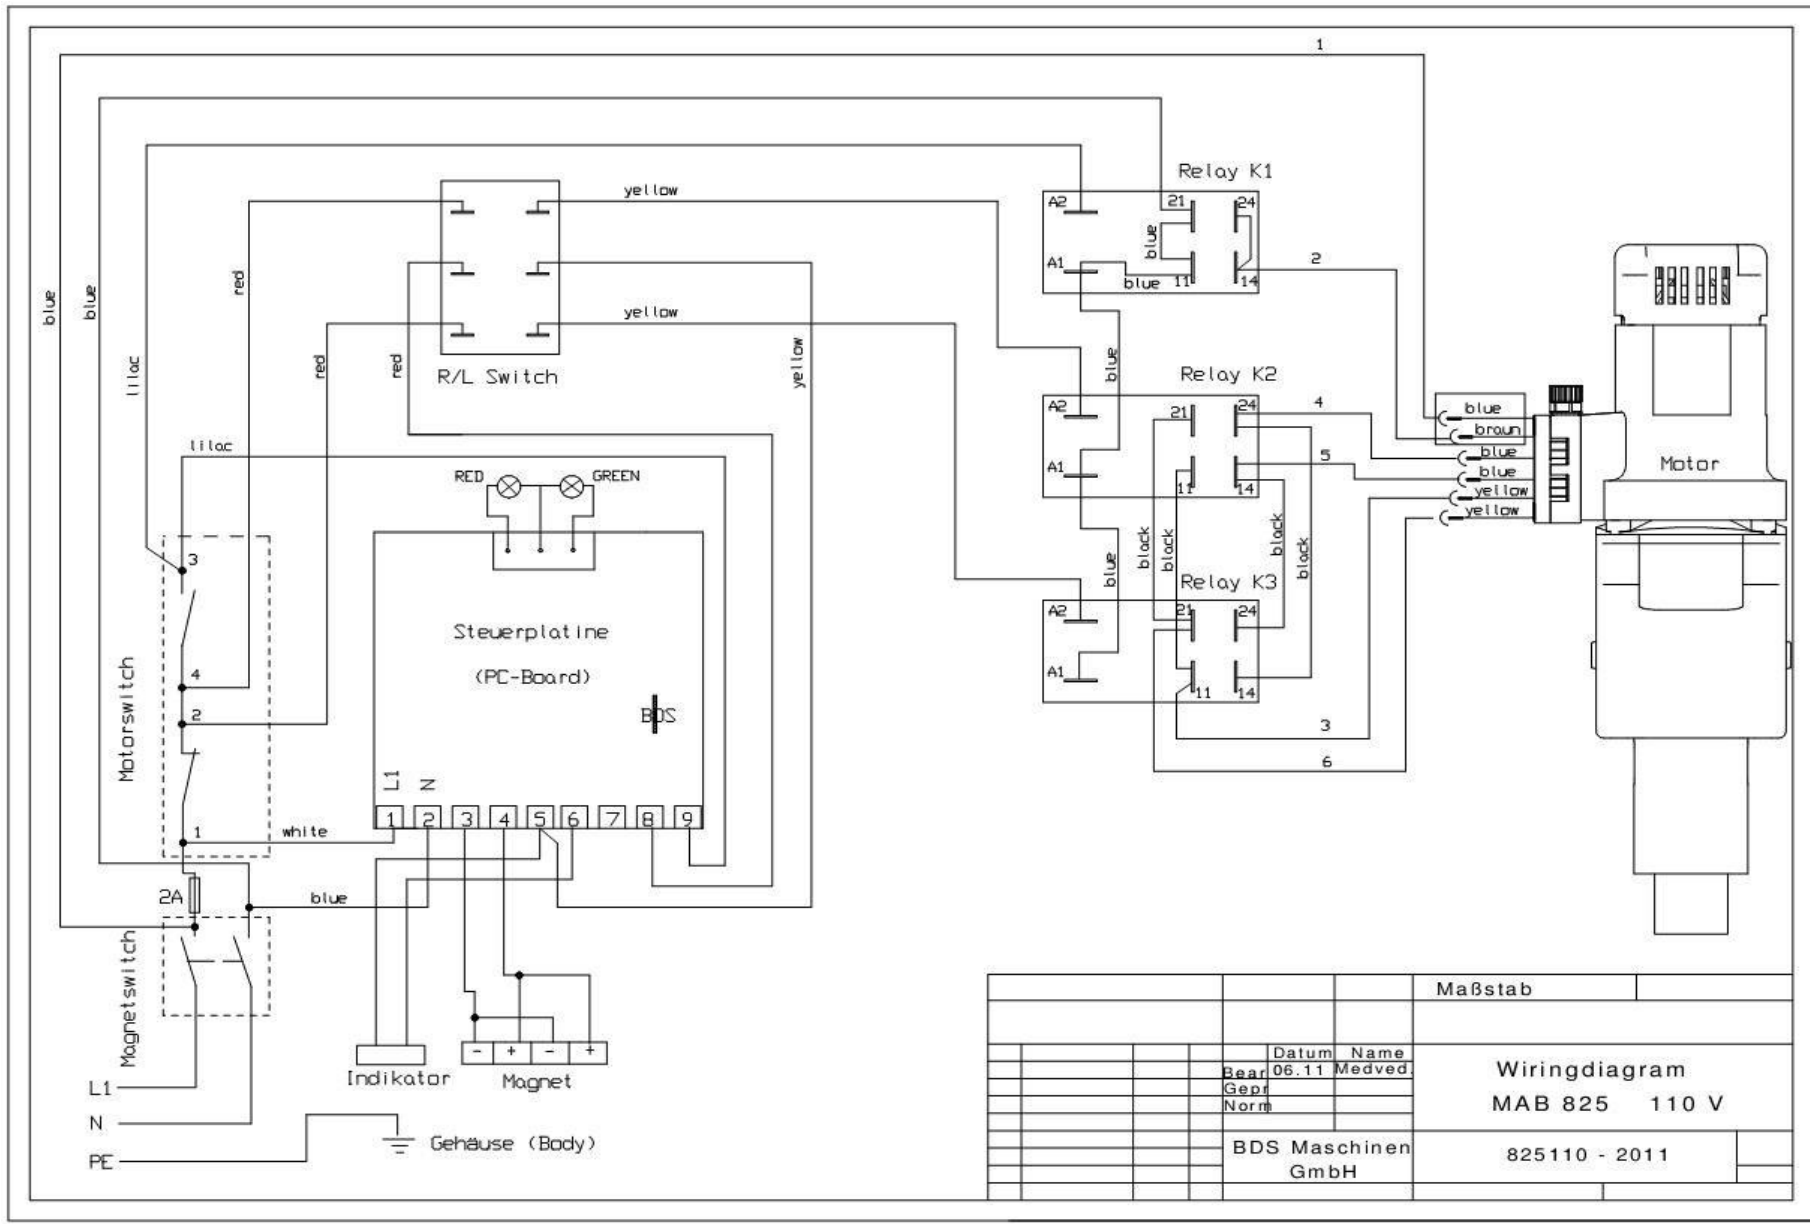 1
Relay K1
yellow
A2
21
24
blue
A1
11
blue
14
2
blue
blue
red
yellow
R/L Switch
lilac
red
red
yellow
blue
Relay K2
A2
21
24
4
A1
11
14
5
blue
braun
blue
blue
yellow
yellow
Motor
lilac
RED
GREEN
black
black
black
black
blue
Relay K3
A2
21
24
A1
11
14
3
6
3
4
2
1
Motorswitch
Steuerplatine
(PC-Board)
BDS
L1
N
1 2 3 4 5 6 7 8 9
white
2A
blue
Magnetswitch
Indikator
- + - +
Magnet
L1
N
PE
Gehäuse (Body)
Maßstab
Datum Name
Bear 06.11 Medved.
Gepr
Norm
Wiringdiagram
MAB 825 110 V
BDS Maschinen
GmbH
825110 - 2011